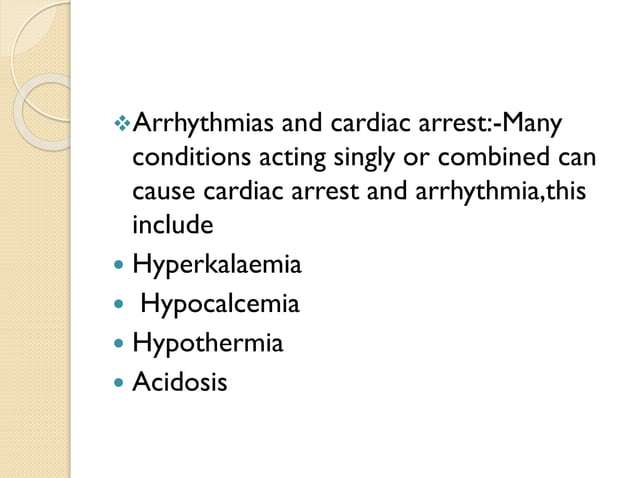 ❖Arrhythmias and cardiac arrest:-Many
conditions acting singly or combined can
cause cardiac arrest and arrhythmia,this
include
• Hyperkalaemia
• Hypocalcemia
• Hypothermia
• Acidosis